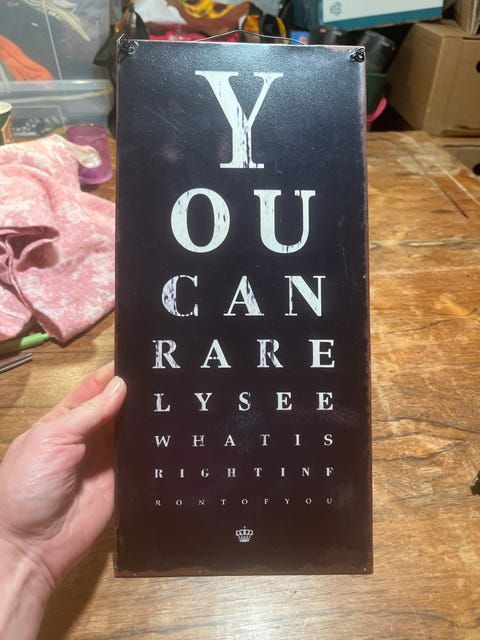 Y
OU
CAN
RARE
LYSEE
WHATIS
RIGHTINF
RONTOFYOU